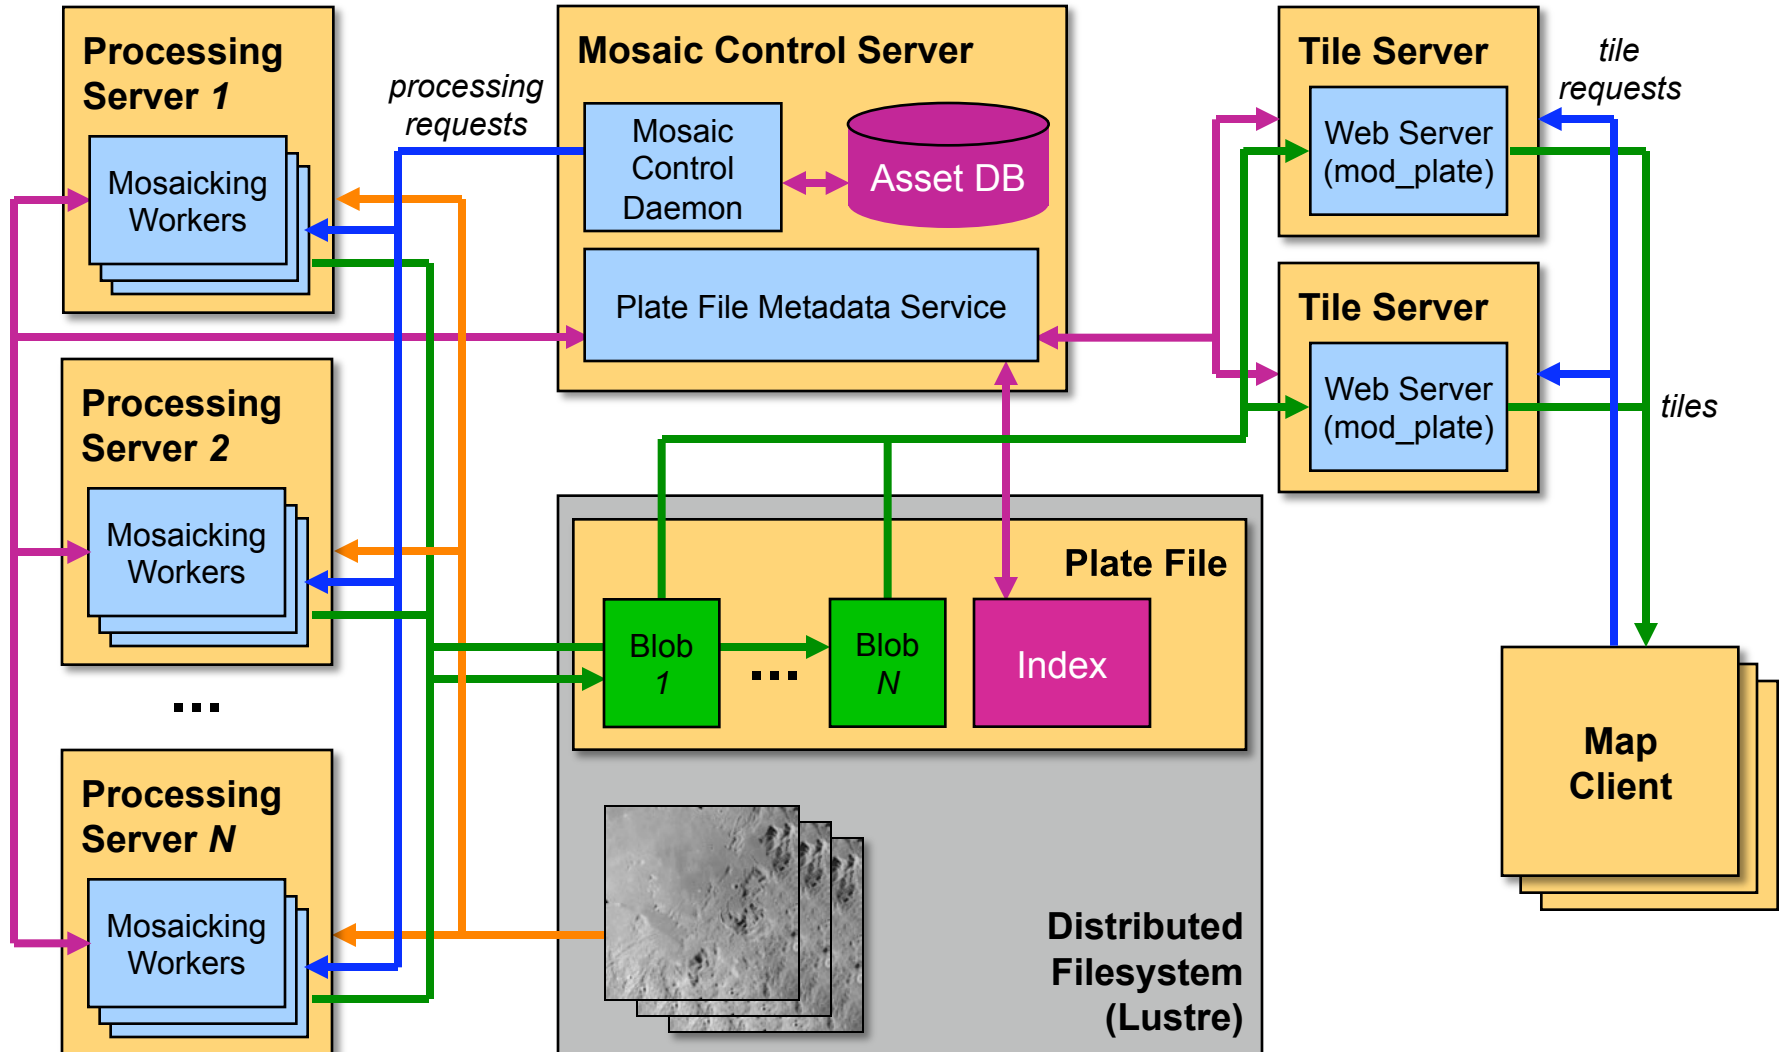 Processing
Server 1
Mosaicking
Workers
processing
requests
Mosaic Control Server
Mosaic
Control
Daemon
Asset DB
Plate File Metadata Service
Tile Server
Web Server
(mod_plate)
tile
requests
Tile Server
Web Server
(mod_plate)
tiles
Processing
Server 2
Mosaicking
Workers
...
Processing
Server N
Mosaicking
Workers
Plate File
Blob
1
...
Blob
N
Index
Distributed
Filesystem
(Lustre)
Map
Client